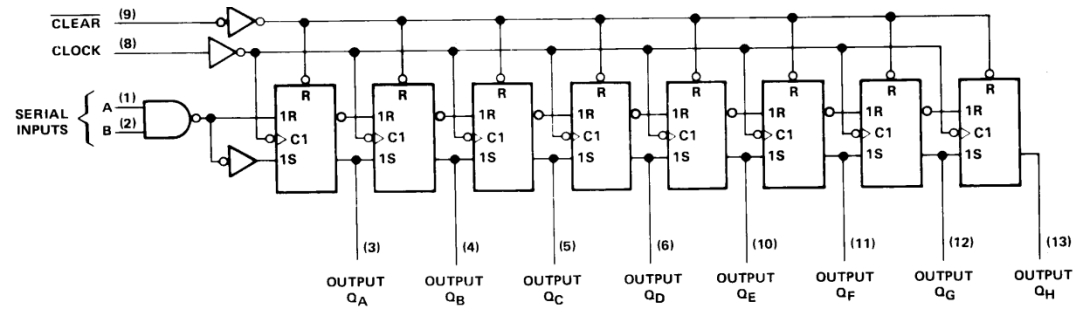 CLEAR (9)
CLOCK (8)
SERIAL INPUTS
A (1)
B (2)
R R R R R R R R
1R 1R 1R 1R 1R 1R 1R 1R
C1 C1 C1 C1 C1 C1 C1 C1
1S 1S 1S 1S 1S 1S 1S 1S
(3) (4) (5) (6) (10) (11) (12) (13)
OUTPUT OUTPUT OUTPUT OUTPUT OUTPUT OUTPUT OUTPUT OUTPUT
QA QB QC QD QE QF QG QH